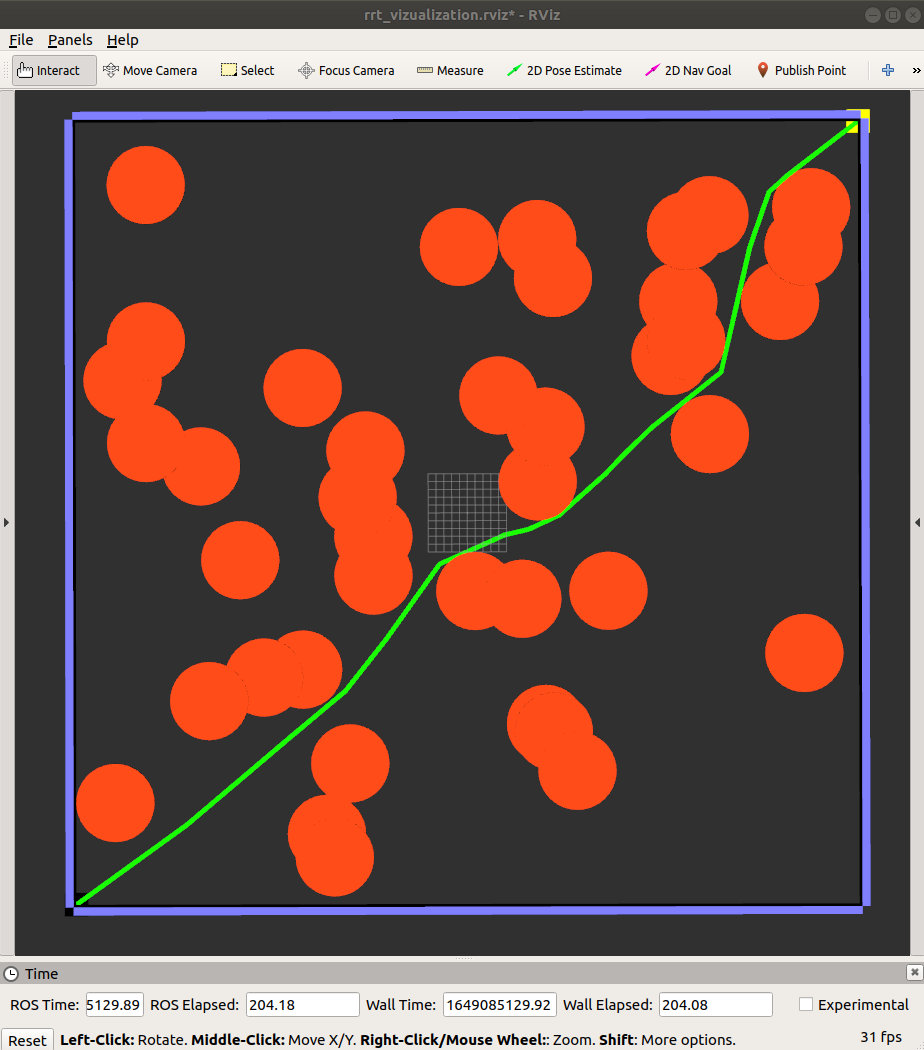 rrt_vizualization.rviz* - RViz
File Panels Help
Interact Move Camera Select Focus Camera Measure 2D Pose Estimate 2D Nav Goal Publish Point »
Time
ROS Time: 5129.89 ROS Elapsed: 204.18 Wall Time: 1649085129.92 Wall Elapsed: 204.08 Experimental
Reset Left-Click: Rotate. Middle-Click: Move X/Y. Right-Click/Mouse Wheel:: Zoom. Shift: More options. 31 fps